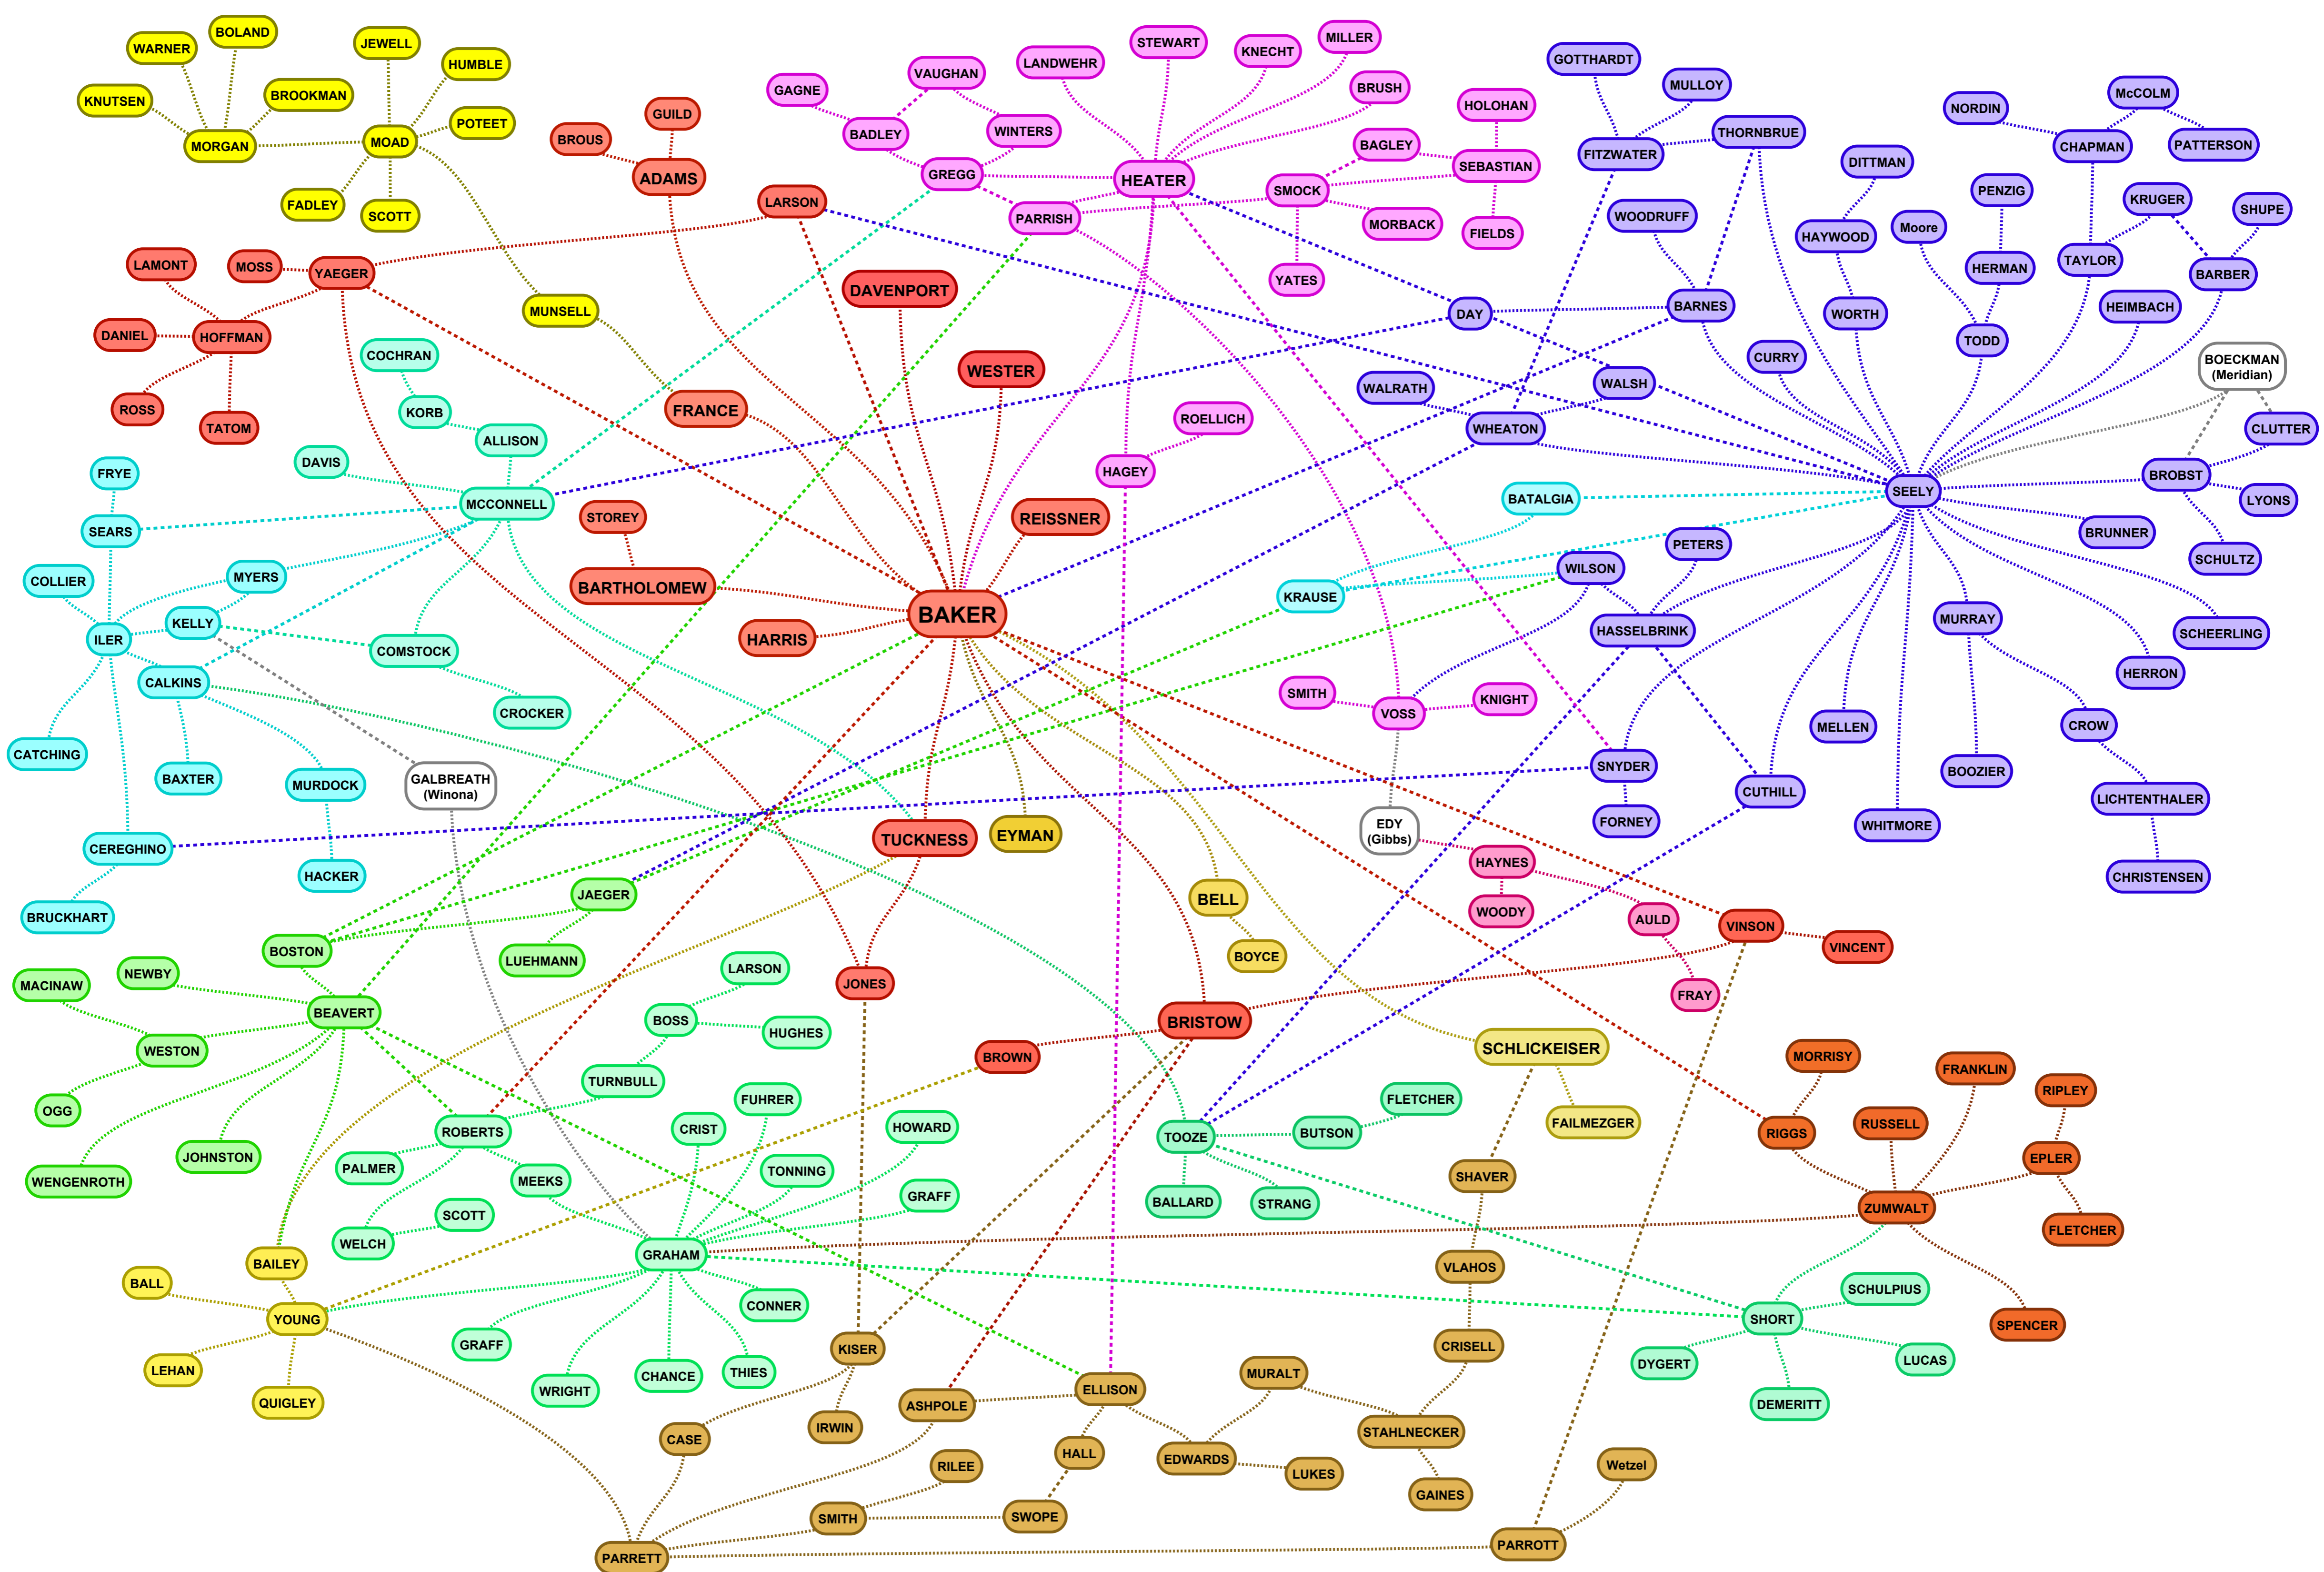 BOLAND
WARNER
JEWELL
HUMBLE
KNUTSEN
BROOKMAN
POTEET
MORGAN
MOAD
FADLEY
SCOTT
MUNSELL
GUILD
BROUS
ADAMS
LARSON
LAMONT
MOSS
YAEGER
DANIEL
HOFFMAN
ROSS
TATOM
DAVENPORT
WESTER
FRANCE
REISSNER
STOREY
BARTHOLOMEW
HARRIS
BAKER
STEWART
MILLER
KNECHT
LANDWEHR
VAUGHAN
GAGNE
BRUSH
HOLOHAN
BADLEY
WINTERS
BAGLEY
SEBASTIAN
GREGG
HEATER
SMOCK
PARRISH
MORBACK
FIELDS
YATES
ROELLICH
HAGEY
GOTTHARDT
MULLOY
THORNBRUE
FITZWATER
WOODRUFF
DITTMAN
HAYWOOD
NORDIN
McCOLM
CHAPMAN
PATTERSON
PENZIG
KRUGER
SHUPE
Moore
HERMAN
TAYLOR
BARBER
DAY
BARNES
WORTH
TODD
HEIMBACH
CURRY
BOECKMAN
(Meridian)
WALRATH
WALSH
WHEATON
CLUTTER
BROBST
LYONS
SEELY
BATALGIA
BRUNNER
SCHULTZ
PETERS
WILSON
KRAUSE
HASSELBRINK
MURRAY
SCHEERLING
HERRON
SMITH
VOSS
KNIGHT
MELLEN
CROW
SNYDER
BOOZIER
CUTHILL
LICHTENTHALER
FORNEY
WHITMORE
CHRISTENSEN
COCHRAN
KORB
ALLISON
DAVIS
MCCONNELL
FRYE
SEARS
COLLIER
MYERS
KELLY
ILER
COMSTOCK
CALKINS
CROCKER
CATCHING
BAXTER
MURDOCK
GALBREATH
(Winona)
CEREGHINO
HACKER
BRUCKHART
TUCKNESS
EYMAN
EDY
(Gibbs)
HAYNES
WOODY
AULD
FRAY
JAEGER
LUEHMANN
BOSTON
BELL
BOYCE
VINSON
VINCENT
NEWBY
MACINAW
BEAVERT
WESTON
OGG
WENGENROTH
JOHNSTON
LARSON
BOSS
HUGHES
TURNBULL
JONES
BROWN
BRISTOW
SCHLICKEISER
FAILMEZGER
MORRISY
FRANKLIN
RIPLEY
RUSSELL
RIGGS
EPLER
ZUMWALT
FLETCHER
SPENCER
ROBERTS
PALMER
MEEKS
SCOTT
WELCH
FUHRER
CRIST
HOWARD
TONNING
GRAFF
GRAHAM
CONNER
GRAFF
WRIGHT
CHANCE
THIES
FLETCHER
BUTSON
TOOZE
BALLARD
STRANG
SHAVER
VLAHOS
CRISELL
SCHULPIUS
SHORT
LUCAS
DYGERT
DEMERITT
BAILEY
BALL
YOUNG
LEHAN
QUIGLEY
KISER
IRWIN
CASE
ASHPOLE
ELLISON
MURALT
STAHLNECKER
HALL
EDWARDS
LUKES
GAINES
RILEE
SMITH
SWOPE
Wetzel
PARRETT
PARROTT